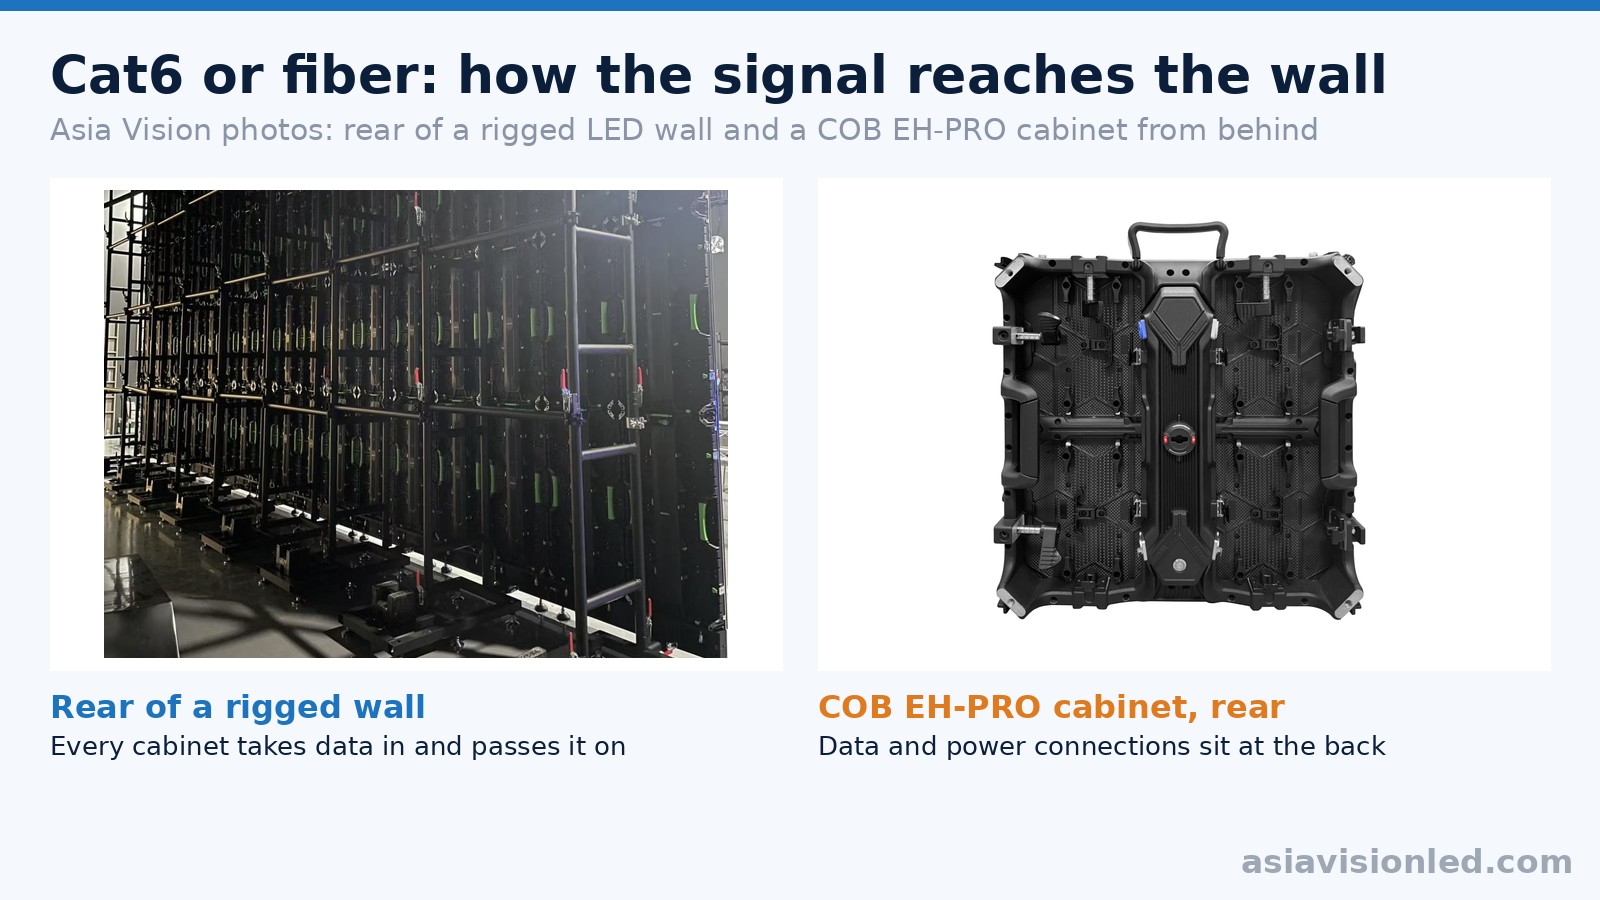 Cat6 or fiber: how the signal reaches the wall
Asia Vision photos: rear of a rigged LED wall and a COB EH-PRO cabinet from behind
Rear of a rigged wall
Every cabinet takes data in and passes it on
COB EH-PRO cabinet, rear
Data and power connections sit at the back
asiavisionled.com